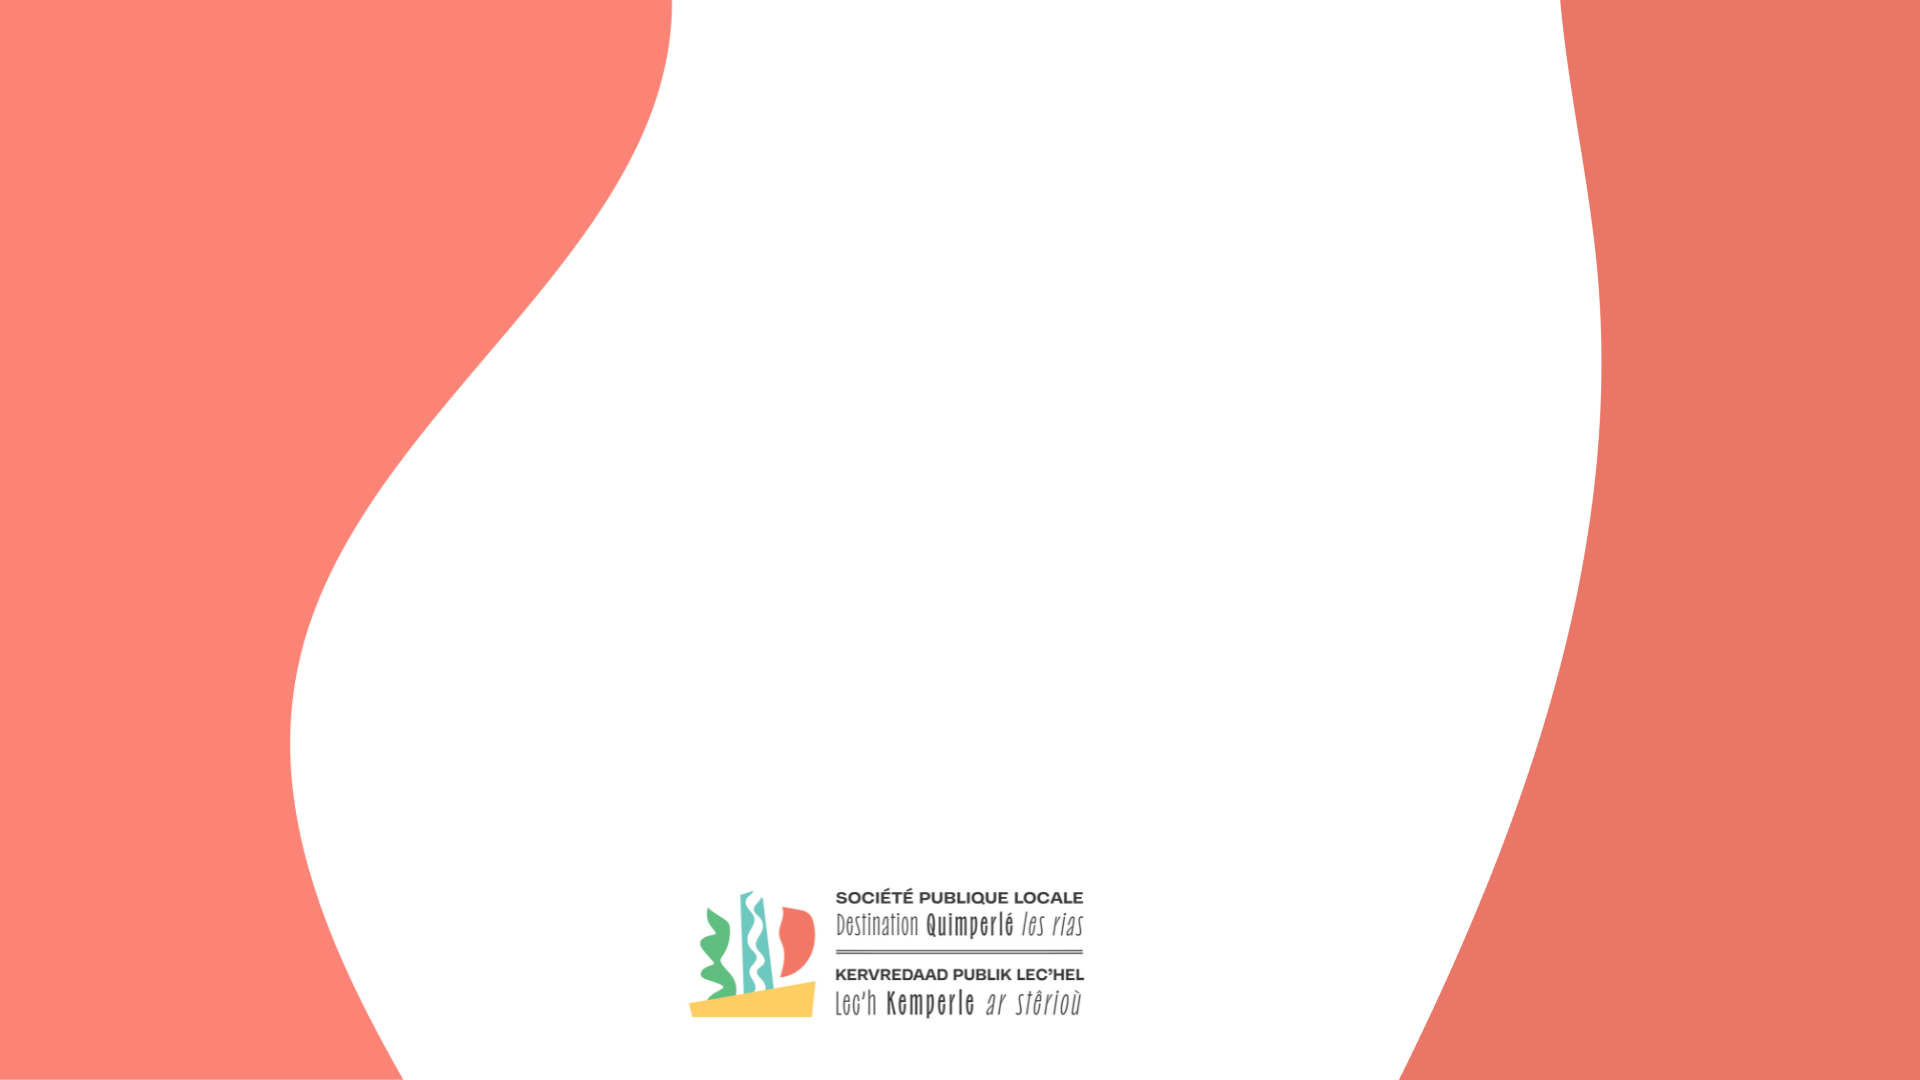 SOCIÉTÉ PUBLIQUE LOCALE
Destination Quimperlé les rias
KERVREDAAD PUBLIK LEC'HEL
Lec'h Kemperle ar stêrioù